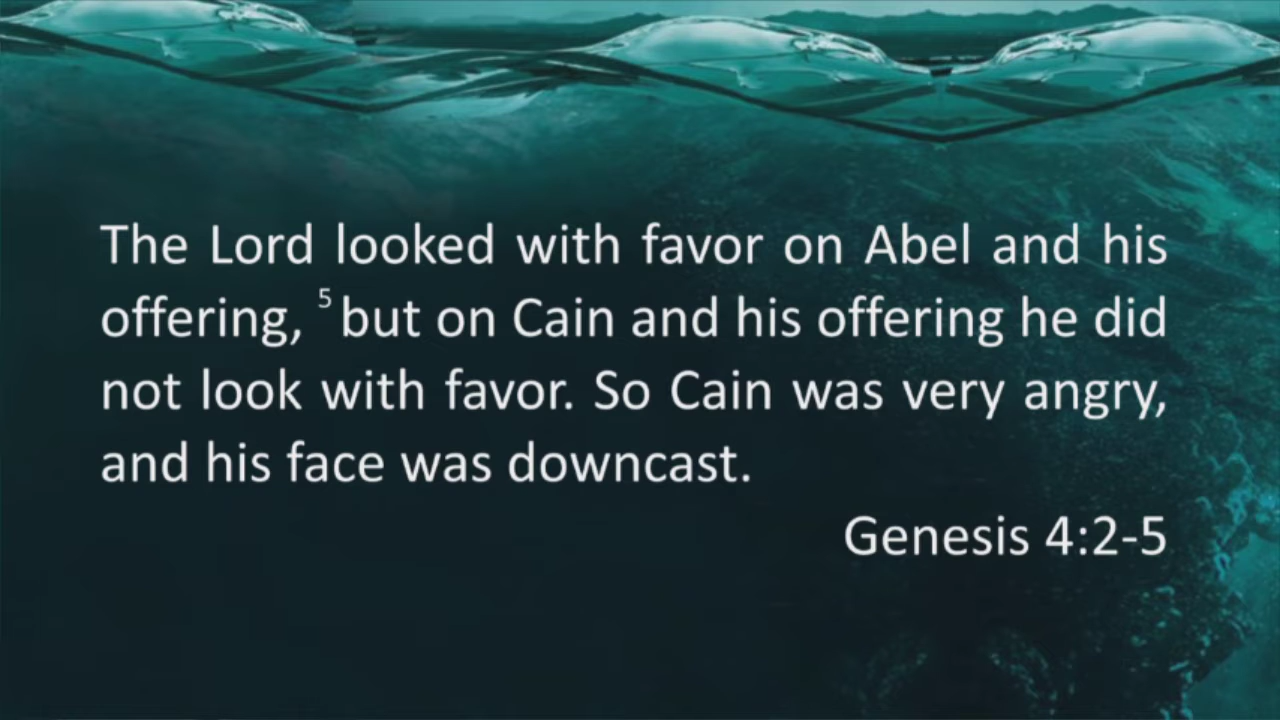 The Lord looked with favor on Abel and his
offering, ⁵ but on Cain and his offering he did
not look with favor. So Cain was very angry,
and his face was downcast.
Genesis 4:2-5